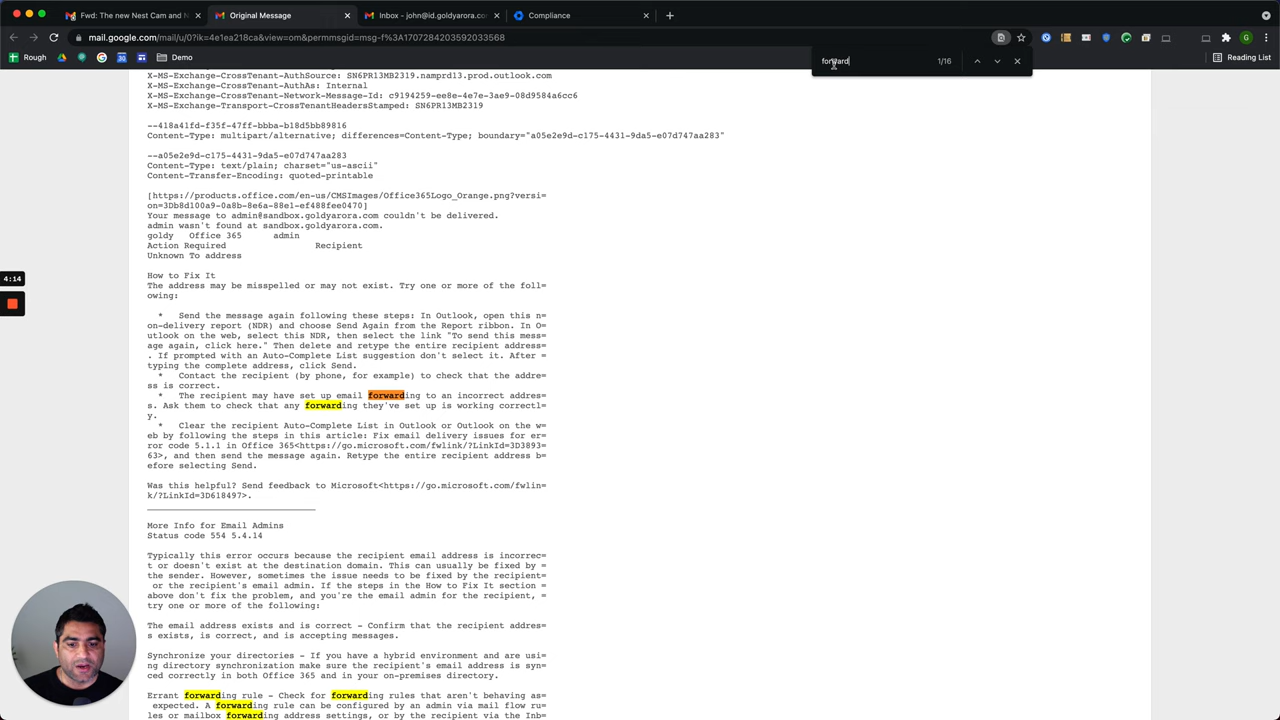 Fwd: The new Nest Cam and N
Original Message
Inbox - john@id.goldyarora.co
Compliance
mail.google.com/mail/u/0?ik=4e1ea218ca&view=om&permmsgid=msg-f%3A1707284203592033568
Rough
Demo
Reading List
forward
1/16
X-MS-Exchange-CrossTenant-AuthSource: SN6PR13MB2319.namprd13.prod.outlook.com
X-MS-Exchange-CrossTenant-AuthAs: Internal
X-MS-Exchange-CrossTenant-Network-Message-Id: c9194259-ee8e-4e7e-3ae9-08d9584a6cc6
X-MS-Exchange-Transport-CrossTenantHeadersStamped: SN6PR13MB2319
--418a41fd-f35f-47ff-bbba-b18d5bb89816
Content-Type: multipart/alternative; differences=Content-Type; boundary="a05e2e9d-c175-4431-9da5-e07d747aa283"
--a05e2e9d-c175-4431-9da5-e07d747aa283
Content-Type: text/plain; charset="us-ascii"
Content-Transfer-Encoding: quoted-printable
[https://products.office.com/en-us/CMSImages/Office365Logo_Orange.png?versi=
on=3Db8d100a9-0a8b-8e6a-88e1-ef488fee0470]
Your message to admin@sandbox.goldyarora.com couldn't be delivered.
admin wasn't found at sandbox.goldyarora.com.
goldy Office 365 admin
Action Required Recipient
Unknown To address
4:14
How to Fix It
The address may be misspelled or may not exist. Try one or more of the foll=
owing:
* Send the message again following these steps: In Outlook, open this n=
on-delivery report (NDR) and choose Send Again from the Report ribbon. In O=
utlook on the web, select this NDR, then select the link "To send this mess=
age again, click here." Then delete and retype the entire recipient address=
. If prompted with an Auto-Complete List suggestion don't select it. After =
typing the complete address, click Send.
* Contact the recipient (by phone, for example) to check that the addre=
ss is correct.
* The recipient may have set up email forwarding to an incorrect addres=
s. Ask them to check that any forwarding they've set up is working correctl=
y.
* Clear the recipient Auto-Complete List in Outlook or Outlook on the w=
eb by following the steps in this article: Fix email delivery issues for er=
ror code 5.1.1 in Office 365<https://go.microsoft.com/fwlink/?LinkId=3D3893=
63>, and then send the message again. Retype the entire recipient address b=
efore selecting Send.
Was this helpful? Send feedback to Microsoft<https://go.microsoft.com/fwlin=
k/?LinkId=3D618497>.
More Info for Email Admins
Status code 554 5.4.14
Typically this error occurs because the recipient email address is incorrec=
t or doesn't exist at the destination domain. This can usually be fixed by =
the sender. However, sometimes the issue needs to be fixed by the recipient=
or the recipient's email admin. If the steps in the How to Fix It section =
above don't fix the problem, and you're the email admin for the recipient, =
try one or more of the following:
The email address exists and is correct - Confirm that the recipient addres=
s exists, is correct, and is accepting messages.
Synchronize your directories - If you have a hybrid environment and are usi=
ng directory synchronization make sure the recipient's email address is syn=
ced correctly in both Office 365 and in your on-premises directory.
Errant forwarding rule - Check for forwarding rules that aren't behaving as=
expected. A forwarding rule can be configured by an admin via mail flow ru=
les or mailbox forwarding address settings, or by the recipient via the Inb=